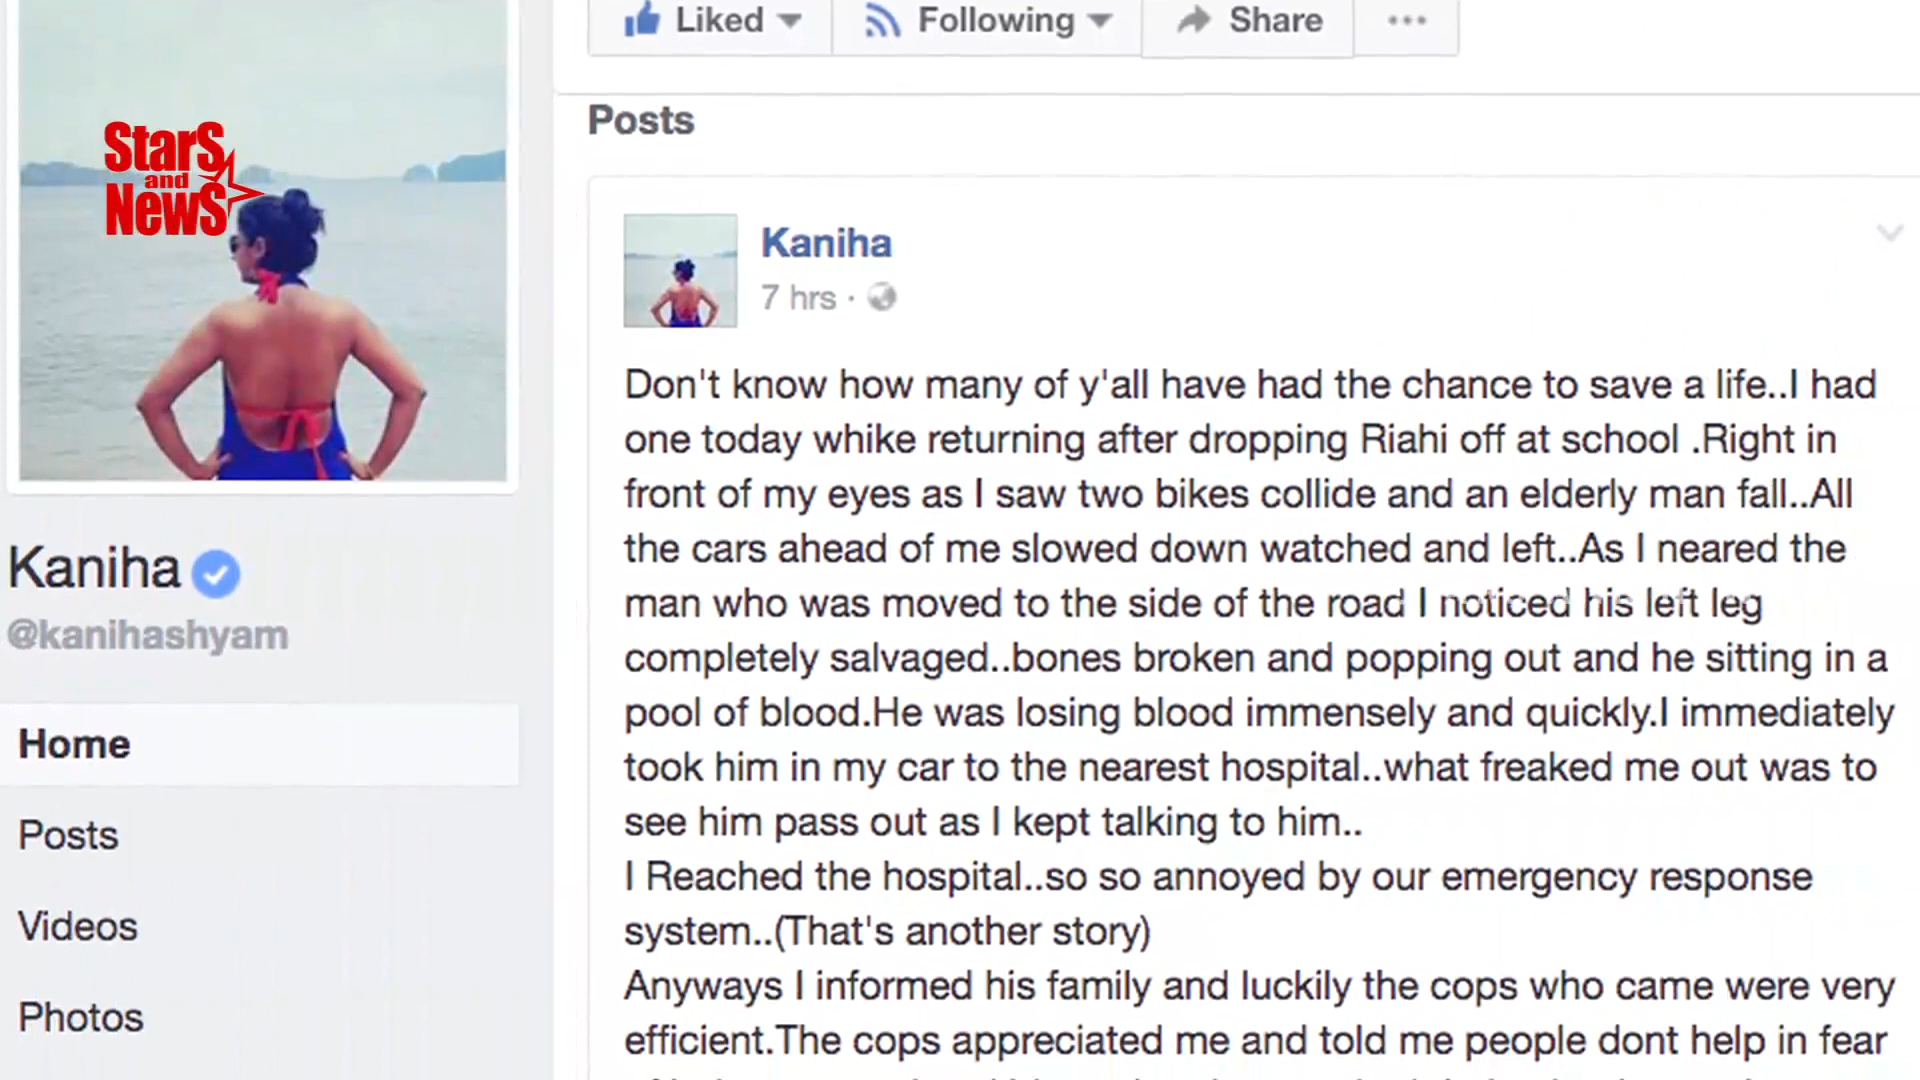 Liked
Following
Share
Posts
StarS
and
NewS
Kaniha
7 hrs
Don't know how many of y'all have had the chance to save a life..I had
one today whike returning after dropping Riahi off at school .Right in
front of my eyes as I saw two bikes collide and an elderly man fall..All
the cars ahead of me slowed down watched and left..As I neared the
man who was moved to the side of the road I noticed his left leg
completely salvaged..bones broken and popping out and he sitting in a
pool of blood.He was losing blood immensely and quickly.I immediately
took him in my car to the nearest hospital..what freaked me out was to
see him pass out as I kept talking to him..
I Reached the hospital..so so annoyed by our emergency response
system..(That's another story)
Anyways I informed his family and luckily the cops who came were very
efficient.The cops appreciated me and told me people dont help in fear
Kaniha
@kanihashyam
Home
Posts
Videos
Photos